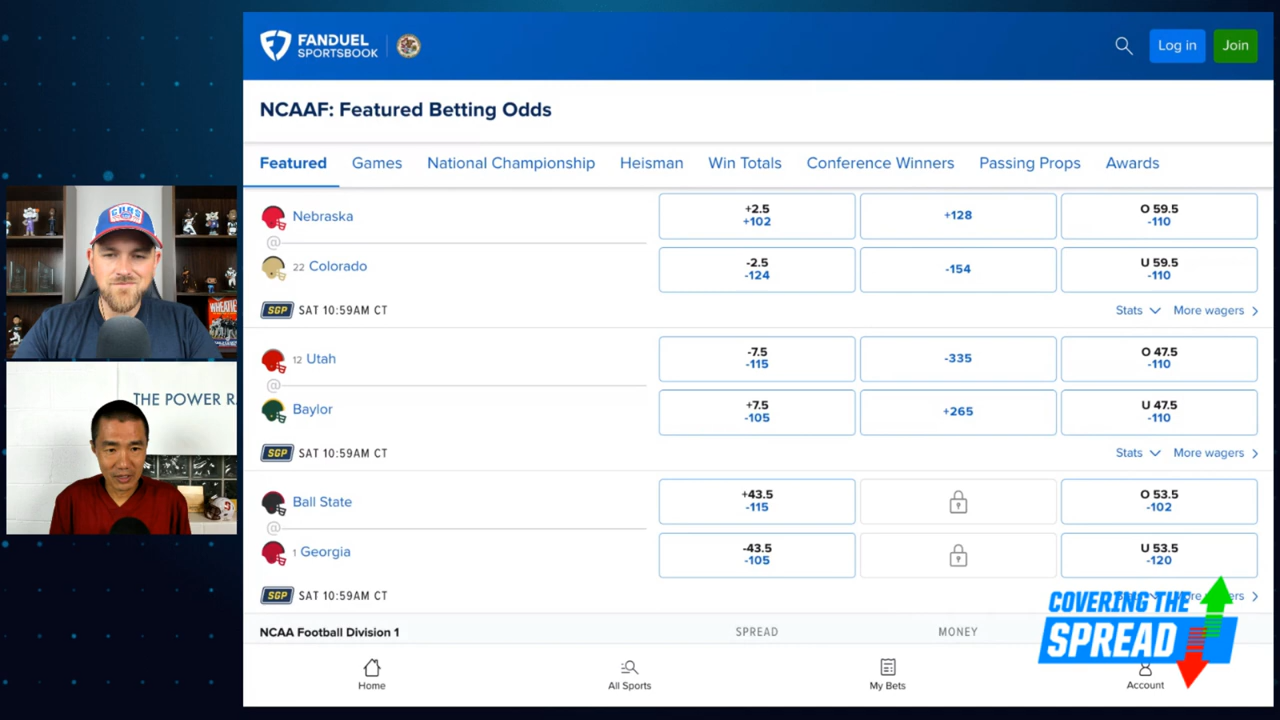 FANDUEL
SPORTSBOOK
Log in
Join
NCAAF: Featured Betting Odds
Featured Games National Championship Heisman Win Totals Conference Winners Passing Props Awards
Nebraska
+2.5
+102
+128
O 59.5
-110
@
22 Colorado
-2.5
-124
-154
U 59.5
-110
SGP SAT 10:59AM CT
Stats More wagers
12 Utah
-7.5
-115
-335
O 47.5
-110
@
Baylor
+7.5
-105
+265
U 47.5
-110
SGP SAT 10:59AM CT
Stats More wagers
Ball State
+43.5
-115
O 53.5
-102
@
1 Georgia
-43.5
-105
U 53.5
-120
SGP SAT 10:59AM CT
NCAA Football Division 1 SPREAD MONEY
Home All Sports My Bets Account
COVERING THE
SPREAD
CUBS
WHEATIES
THE POWER